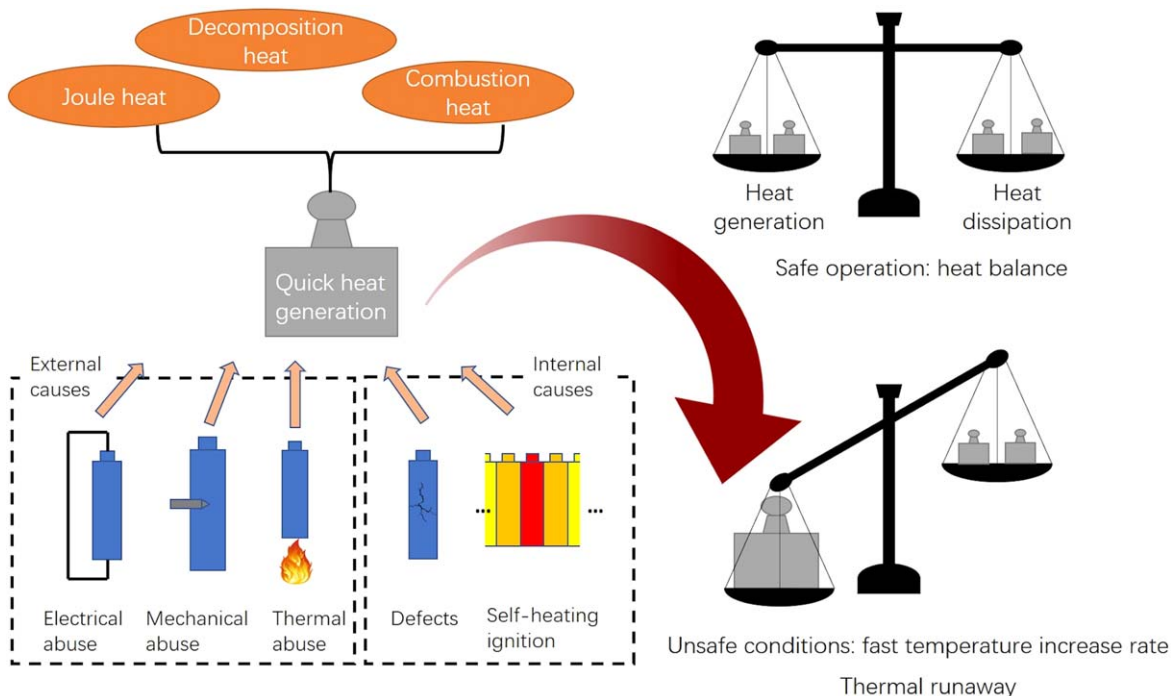 Decomposition
heat
Joule heat
Combustion
heat
Quick heat
generation
External
causes
Internal
causes
...
...
Electrical
abuse
Mechanical
abuse
Thermal
abuse
Defects
Self-heating
ignition
Heat
generation
Heat
dissipation
Safe operation: heat balance
Unsafe conditions: fast temperature increase rate
Thermal runaway